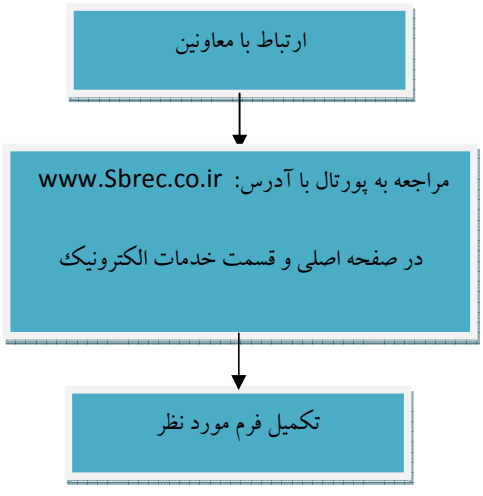 ارتباط با معاونین
مراجعه به پورتال با آدرس: www.Sbrec.co.ir
در صفحه اصلی و قسمت خدمات الکترونیک
تکمیل فرم مورد نظر